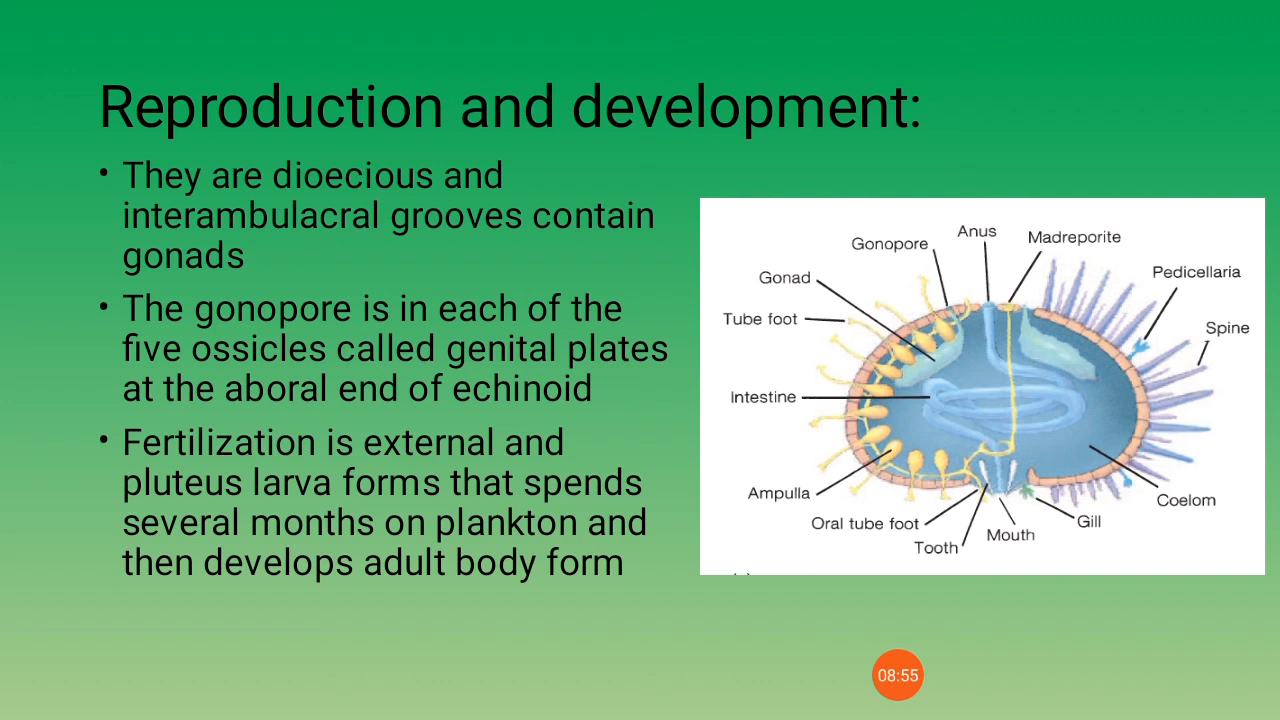 Reproduction and development:
• They are dioecious and
interambulacral grooves contain
gonads
• The gonopore is in each of the
five ossicles called genital plates
at the aboral end of echinoid
• Fertilization is external and
pluteus larva forms that spends
several months on plankton and
then develops adult body form
Anus
Gonopore
Madreporite
Gonad
Pedicellaria
Tube foot
Spine
Intestine
Ampulla
Coelom
Oral tube foot
Gill
Mouth
Tooth
08:55